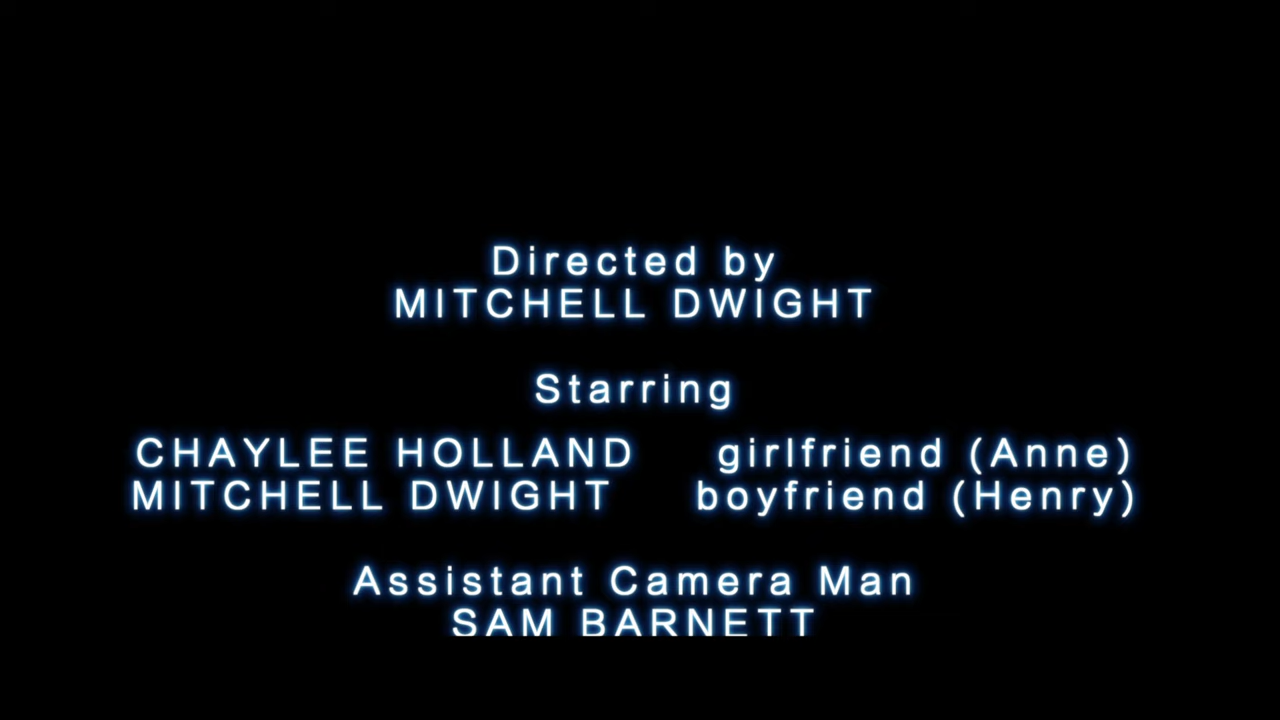 Directed by
MITCHELL DWIGHT
Starring
CHAYLEE HOLLAND girlfriend (Anne)
MITCHELL DWIGHT boyfriend (Henry)
Assistant Camera Man
SAM BARNETT